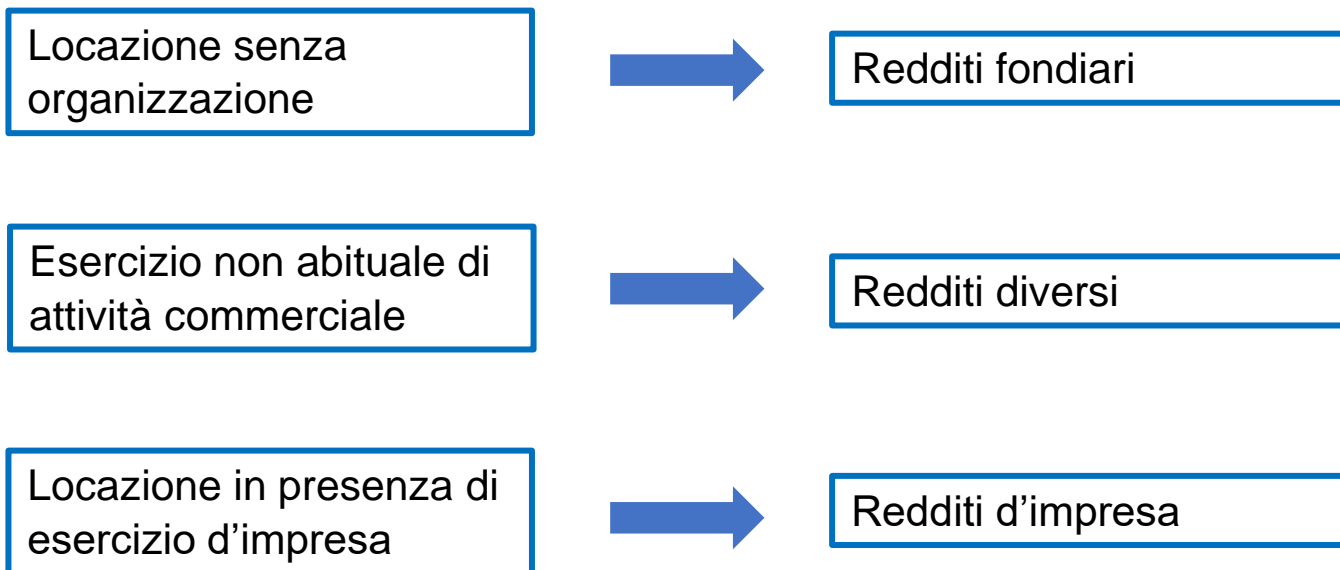 Locazione senza
organizzazione
Redditi fondiari
Esercizio non abituale di
attività commerciale
Redditi diversi
Locazione in presenza di
esercizio d’impresa
Redditi d’impresa